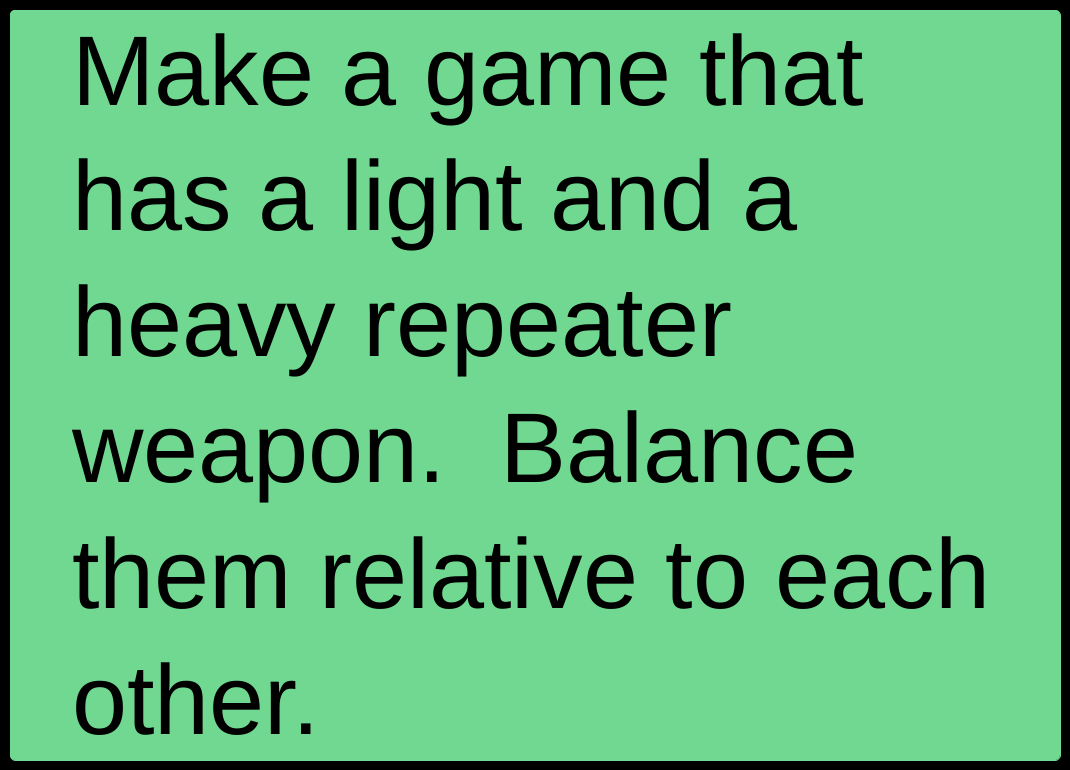 Make a game that
has a light and a
heavy repeater
weapon.  Balance
them relative to each
other.